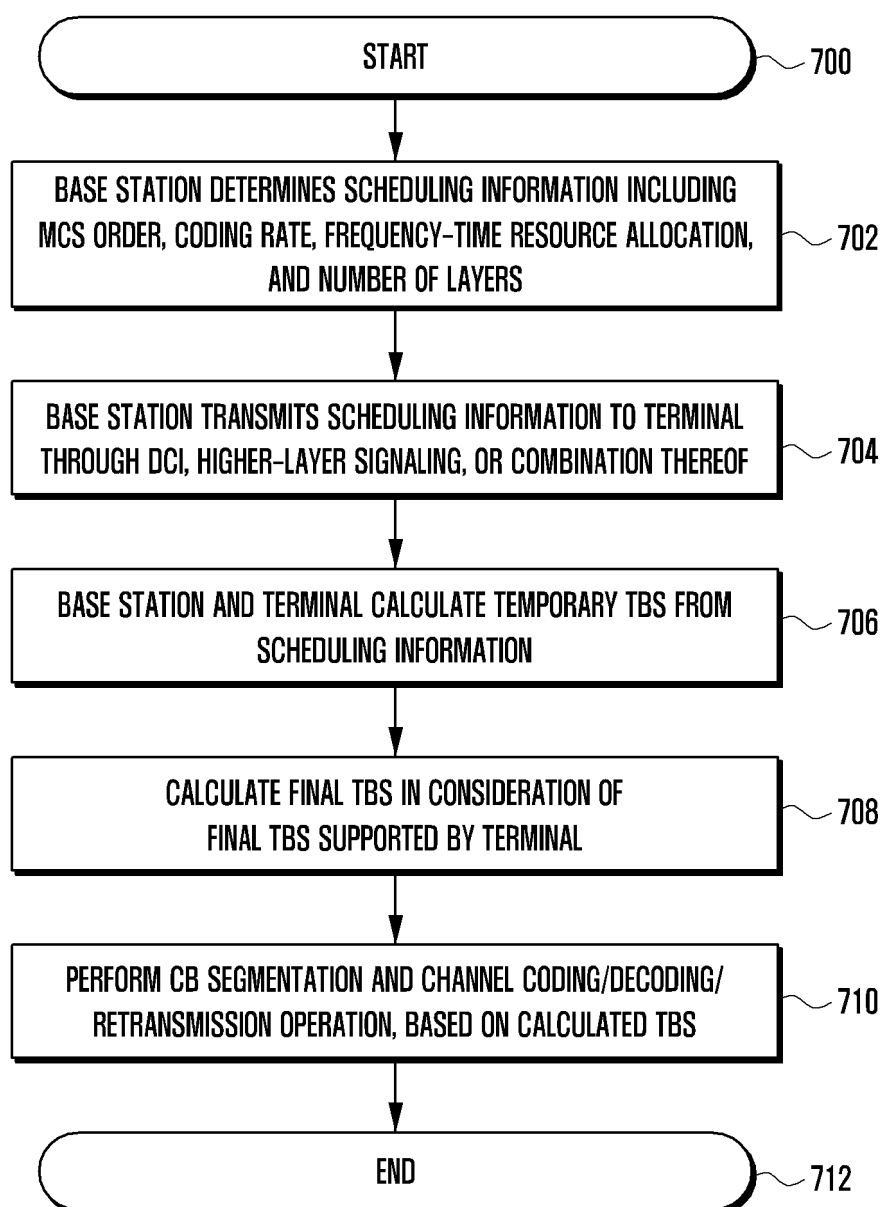 START
700
BASE STATION DETERMINES SCHEDULING INFORMATION INCLUDING
MCS ORDER, CODING RATE, FREQUENCY-TIME RESOURCE ALLOCATION,
AND NUMBER OF LAYERS
702
BASE STATION TRANSMITS SCHEDULING INFORMATION TO TERMINAL
THROUGH DCI, HIGHER-LAYER SIGNALING, OR COMBINATION THEREOF
704
BASE STATION AND TERMINAL CALCULATE TEMPORARY TBS FROM
SCHEDULING INFORMATION
706
CALCULATE FINAL TBS IN CONSIDERATION OF
FINAL TBS SUPPORTED BY TERMINAL
708
PERFORM CB SEGMENTATION AND CHANNEL CODING/DECODING/
RETRANSMISSION OPERATION, BASED ON CALCULATED TBS
710
END
712